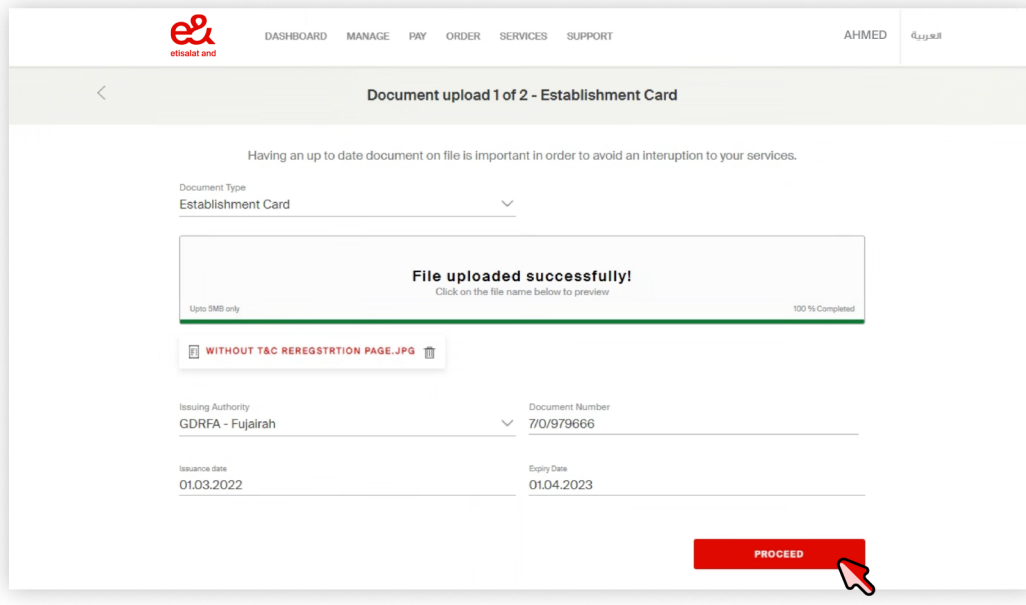 e&
etisalat and
DASHBOARD MANAGE PAY ORDER SERVICES SUPPORT AHMED العربية
Document upload 1 of 2 - Establishment Card
Having an up to date document on file is important in order to avoid an interuption to your services.
Document Type
Establishment Card
File uploaded successfully!
Click on the file name below to preview
Upto 5MB only 100 % Completed
WITHOUT T&C REREGSTRTION PAGE.JPG
Issuing Authority Document Number
GDRFA - Fujairah 7/0/979666
Issuance date Expiry Date
01.03.2022 01.04.2023
PROCEED